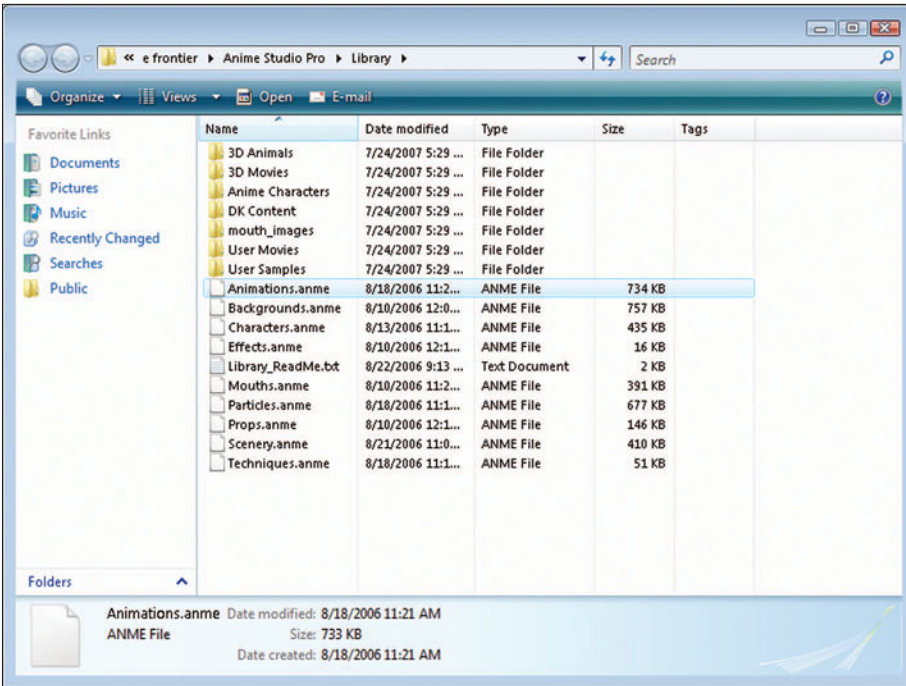 « e frontier ▸ Anime Studio Pro ▸ Library ▸ Search
Organize Views Open E-mail
Favorite Links
Documents
Pictures
Music
Recently Changed
Searches
Public
Folders
Name Date modified Type Size Tags
3D Animals 7/24/2007 5:29 ... File Folder
3D Movies 7/24/2007 5:29 ... File Folder
Anime Characters 7/24/2007 5:29 ... File Folder
DK Content 7/24/2007 5:29 ... File Folder
mouth_images 7/24/2007 5:29 ... File Folder
User Movies 7/24/2007 5:29 ... File Folder
User Samples 7/24/2007 5:29 ... File Folder
Animations.anme 8/18/2006 11:2... ANME File 734 KB
Backgrounds.anme 8/10/2006 12:0... ANME File 757 KB
Characters.anme 8/13/2006 11:1... ANME File 435 KB
Effects.anme 8/10/2006 12:1... ANME File 16 KB
Library_ReadMe.txt 8/22/2006 9:13 ... Text Document 2 KB
Mouths.anme 8/10/2006 11:2... ANME File 391 KB
Particles.anme 8/18/2006 11:1... ANME File 677 KB
Props.anme 8/10/2006 12:1... ANME File 146 KB
Scenery.anme 8/21/2006 11:0... ANME File 410 KB
Techniques.anme 8/18/2006 11:1... ANME File 51 KB
Animations.anme Date modified: 8/18/2006 11:21 AM
ANME File Size: 733 KB
Date created: 8/18/2006 11:21 AM